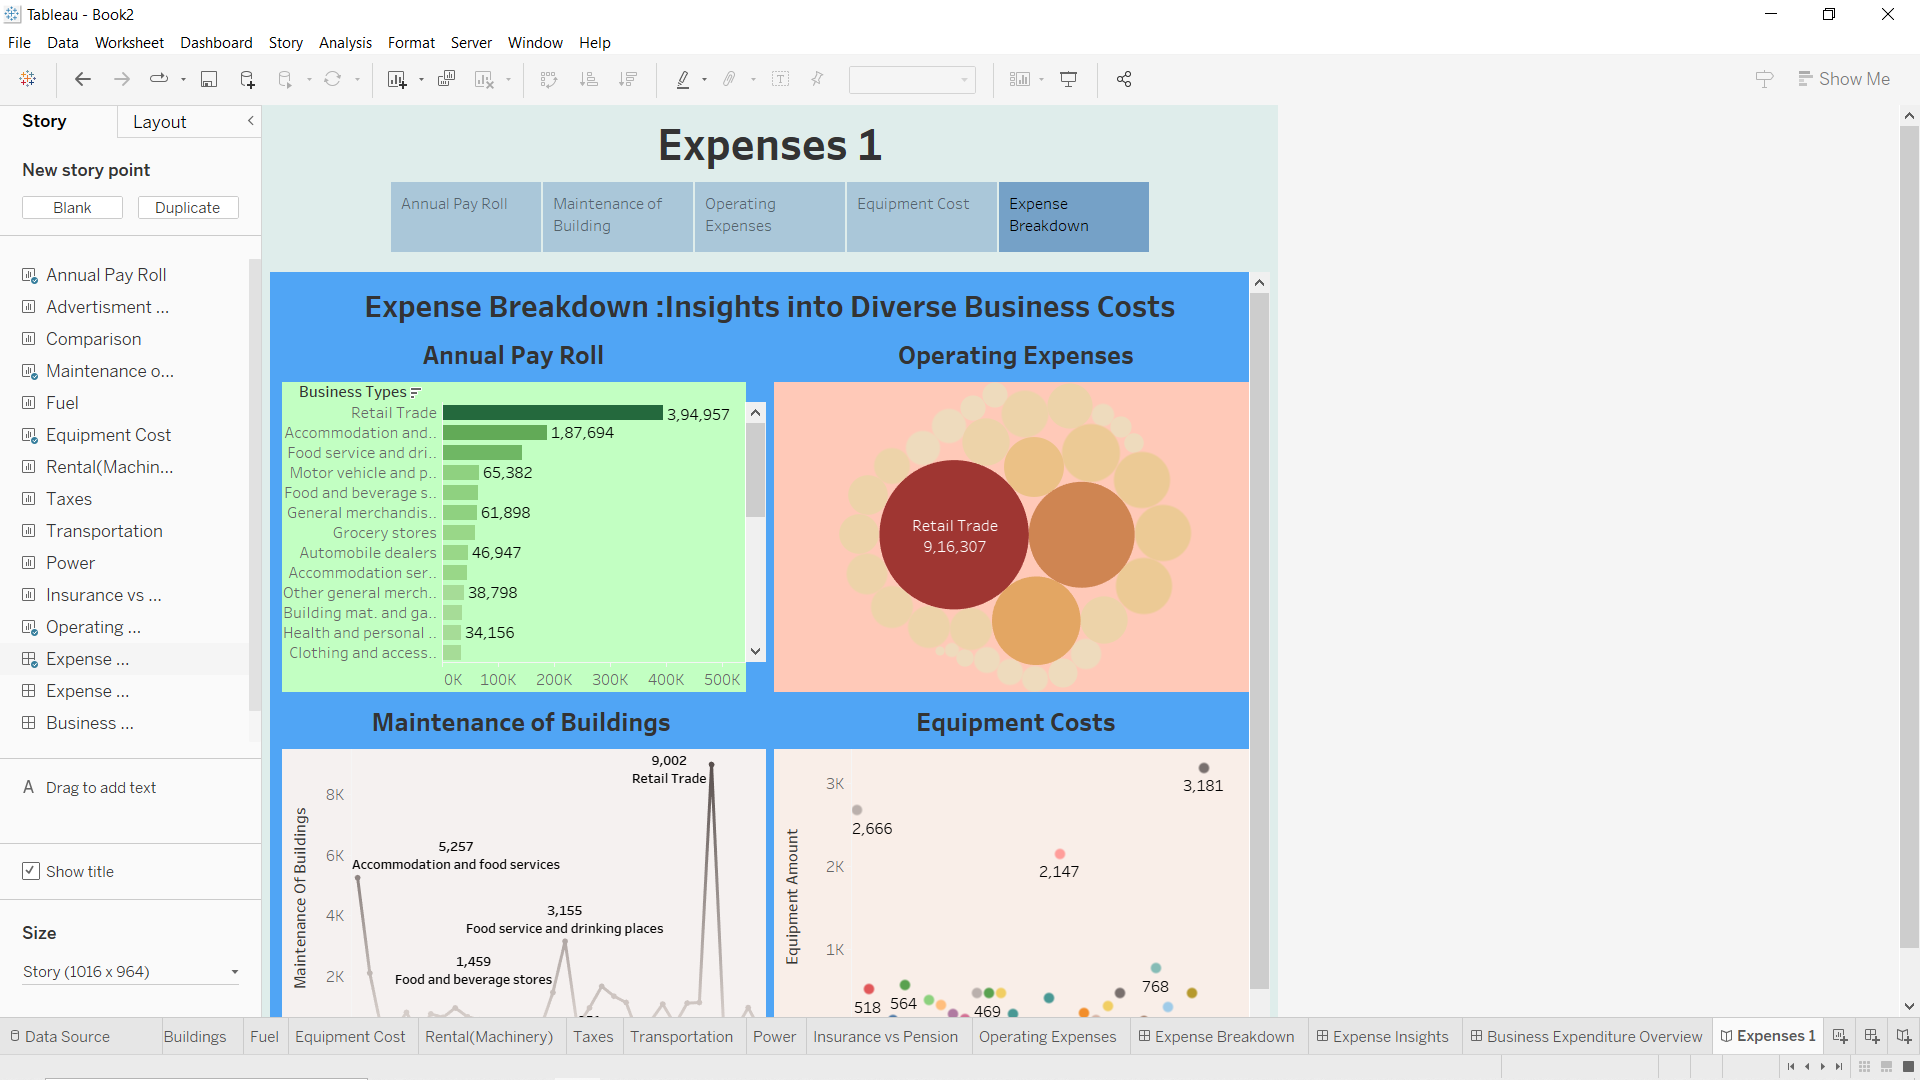 Tableau - Book2
File Data Worksheet Dashboard Story Analysis Format Server Window Help
Show Me
Story Layout
New story point
Blank Duplicate
Annual Pay Roll
Advertisment ...
Comparison
Maintenance o...
Fuel
Equipment Cost
Rental(Machin...
Taxes
Transportation
Power
Insurance vs ...
Operating ...
Expense ...
Expense ...
Business ...
A Drag to add text
Show title
Size
Story (1016 x 964)
Expenses 1
Annual Pay Roll
Maintenance of
Building
Operating
Expenses
Equipment Cost
Expense
Breakdown
Expense Breakdown :Insights into Diverse Business Costs
Annual Pay Roll
Business Types
Retail Trade 3,94,957
Accommodation and.. 1,87,694
Food service and dri..
Motor vehicle and p.. 65,382
Food and beverage s..
General merchandis.. 61,898
Grocery stores
Automobile dealers 46,947
Accommodation ser..
Other general merch.. 38,798
Building mat. and ga..
Health and personal .. 34,156
Clothing and access..
0K 100K 200K 300K 400K 500K
Operating Expenses
Retail Trade
9,16,307
Maintenance of Buildings
Maintenance Of Buildings
8K
6K
4K
2K
9,002
Retail Trade
5,257
Accommodation and food services
3,155
Food service and drinking places
1,459
Food and beverage stores
Equipment Costs
Equipment Amount
3K
2K
1K
3,181
2,666
2,147
768
518 564 469
Data Source Buildings Fuel Equipment Cost Rental(Machinery) Taxes Transportation Power Insurance vs Pension Operating Expenses Expense Breakdown Expense Insights Business Expenditure Overview Expenses 1